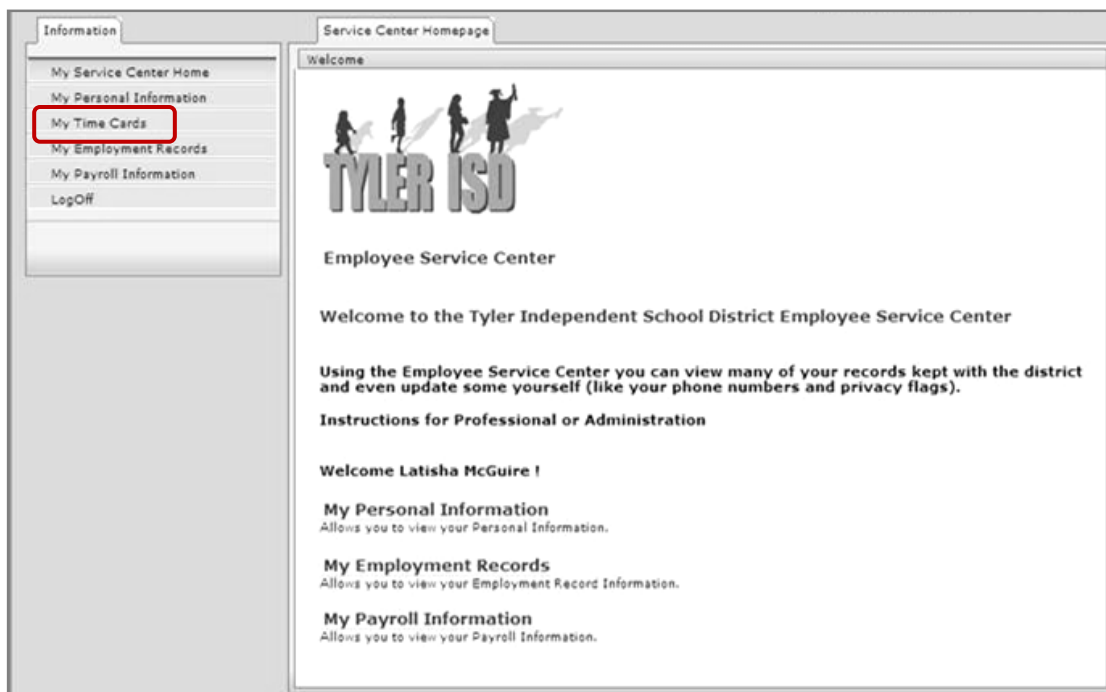 Information
My Service Center Home
My Personal Information
My Time Cards
My Employment Records
My Payroll Information
LogOff
Service Center Homepage
Welcome
TYLER ISD
Employee Service Center
Welcome to the Tyler Independent School District Employee Service Center
Using the Employee Service Center you can view many of your records kept with the district
and even update some yourself (like your phone numbers and privacy flags).
Instructions for Professional or Administration
Welcome Latisha McGuire !
My Personal Information
Allows you to view your Personal Information.
My Employment Records
Allows you to view your Employment Record Information.
My Payroll Information
Allows you to view your Payroll Information.